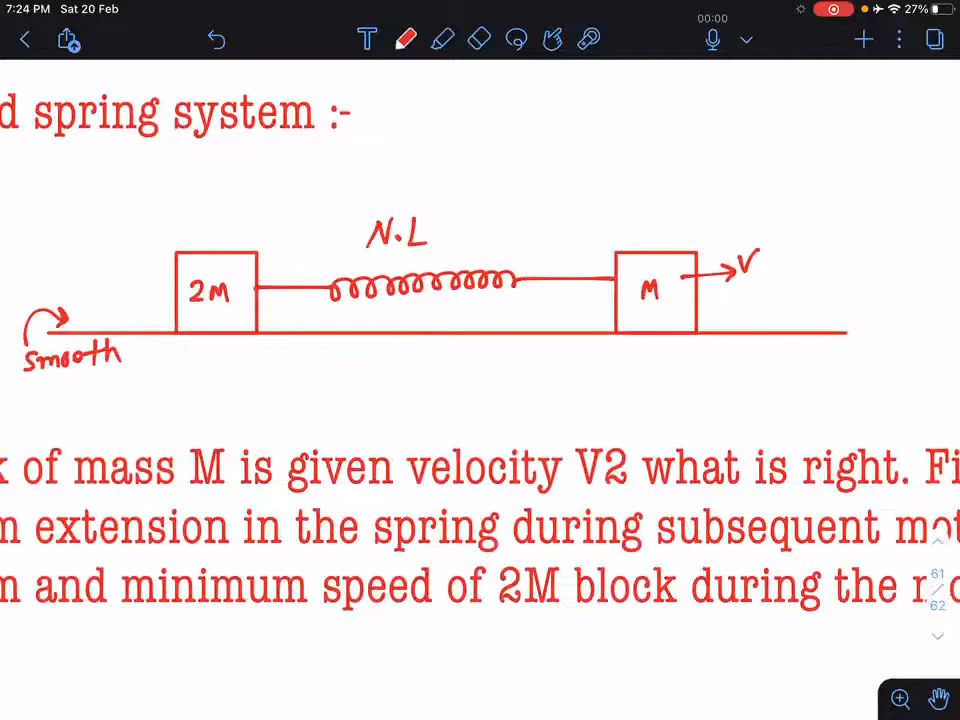 7:24 PM Sat 20 Feb
00:00
27%
T
d spring system :-
N.L
2M
M
V
smooth
k of mass M is given velocity V2 what is right. Fi
m extension in the spring during subsequent mot
m and minimum speed of 2M block during the
61
/
62